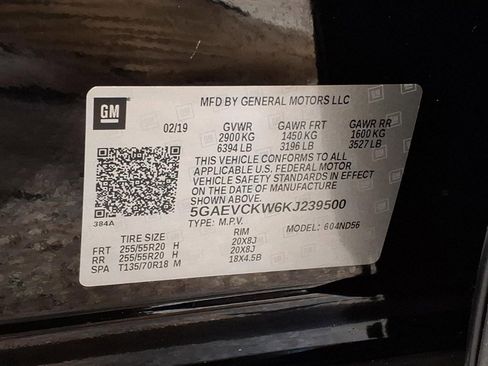 GM
MFD BY GENERAL MOTORS LLC
02/19 GVWR GAWR FRT GAWR RR
2900 KG 1450 KG 1600 KG
6394 LB 3196 LB 3527 LB
THIS VEHICLE CONFORMS TO ALL
APPLICABLE U.S. FEDERAL MOTOR
VEHICLE SAFETY STANDARDS IN EFFECT
ON THE DATE OF MANUFACTURE
SHOWN ABOVE.
384A
5GAEVCKW6KJ239500
TYPE: M.P.V. MODEL: 604ND56
TIRE SIZE RIM
FRT 255/55R20 H 20X8J
RR 255/55R20 H 20X8J
SPA T135/70R18 M 18X4.5B